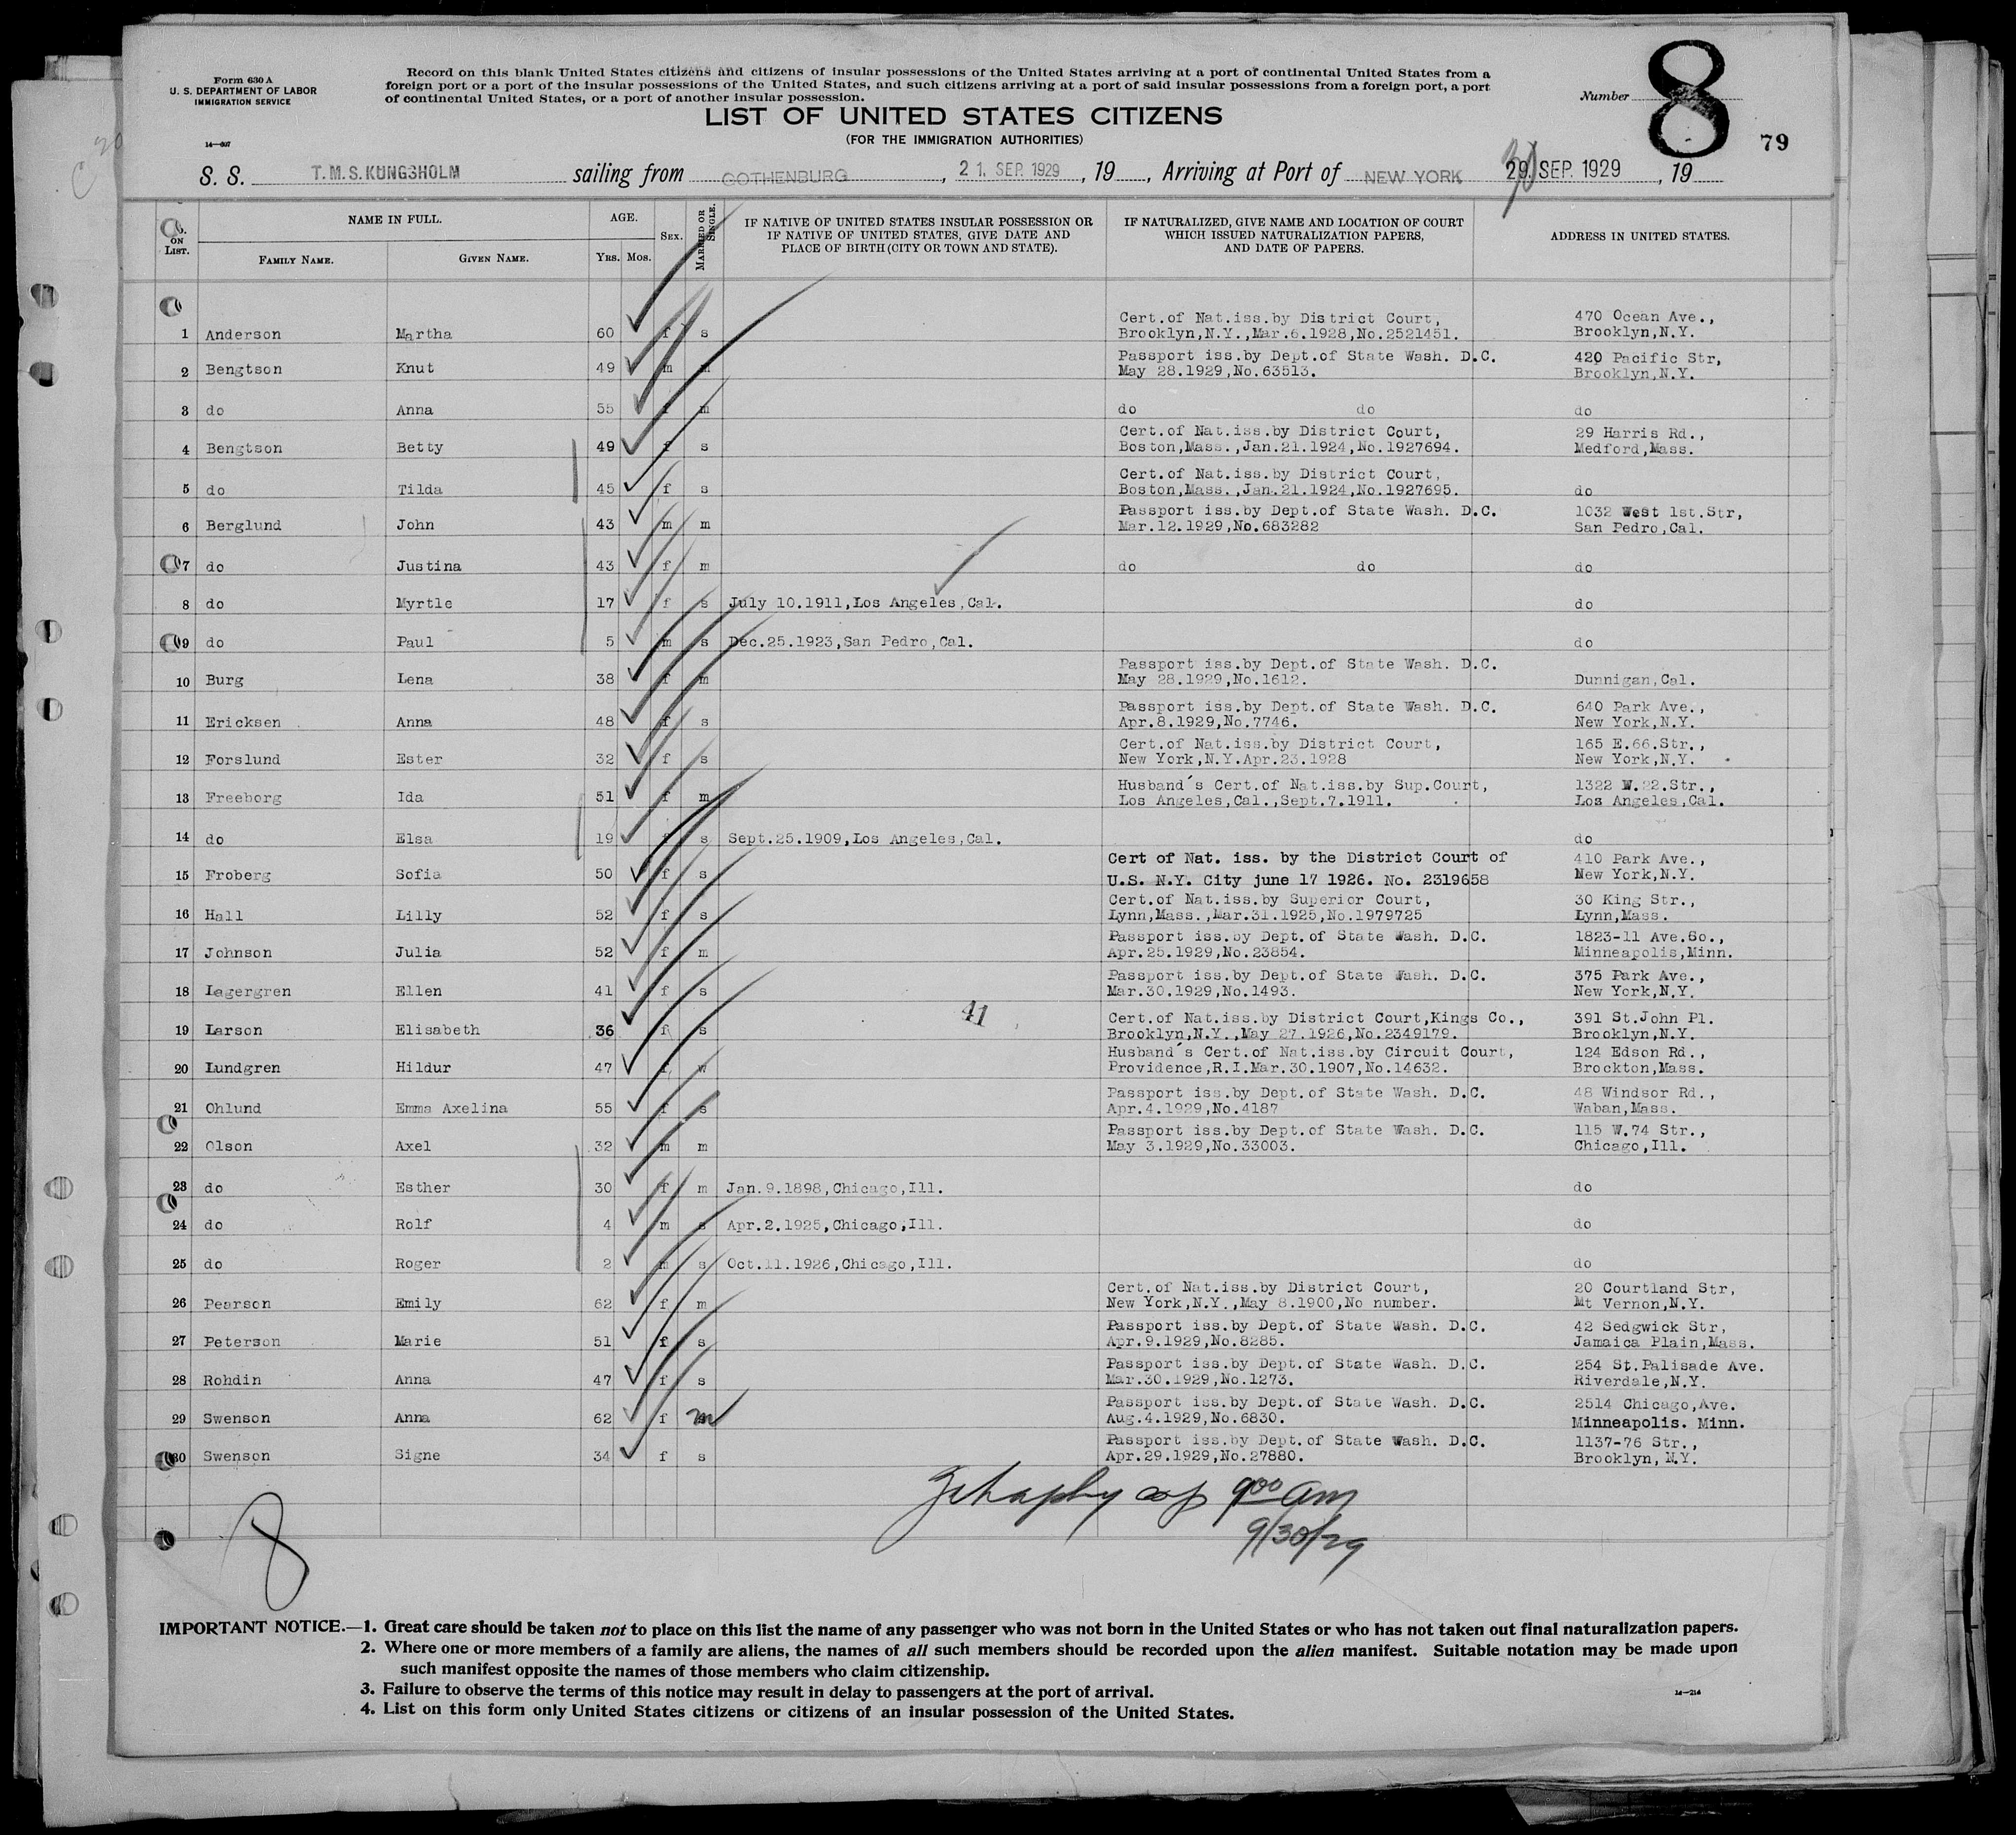 Form 630 A
U. S. DEPARTMENT OF LABOR
IMMIGRATION SERVICE
14—607
Record on this blank United States citizens and citizens of insular possessions of the United States arriving at a port of continental United States from a
foreign port or a port of the insular possessions of the United States, and such citizens arriving at a port of said insular possessions from a foreign port, a port
of continental United States, or a port of another insular possession.
Number 8
79
LIST OF UNITED STATES CITIZENS
(FOR THE IMMIGRATION AUTHORITIES)
S. S. T.M.S. KUNGSHOLM sailing from GOTHENBURG, 21. SEP. 1929, 19, Arriving at Port of NEW YORK 29. 30 SEP. 1929, 19
No. ON LIST. NAME IN FULL. FAMILY NAME. GIVEN NAME. AGE. YRS. MOS. SEX. MARRIED OR SINGLE. IF NATIVE OF UNITED STATES INSULAR POSSESSION OR IF NATIVE OF UNITED STATES, GIVE DATE AND PLACE OF BIRTH (CITY OR TOWN AND STATE). IF NATURALIZED, GIVE NAME AND LOCATION OF COURT WHICH ISSUED NATURALIZATION PAPERS, AND DATE OF PAPERS. ADDRESS IN UNITED STATES.
1 Anderson Martha 60 f s Cert.of Nat.iss.by District Court, Brooklyn,N.Y.,Mar.6.1928,No.2521451. 470 Ocean Ave., Brooklyn,N.Y.
2 Bengtson Knut 49 m m Passport iss.by Dept.of State Wash. D.C. May 28.1929,No.63513. 420 Pacific Str, Brooklyn,N.Y.
3 do Anna 55 f m do do do
4 Bengtson Betty 49 f s Cert.of Nat.iss.by District Court, Boston,Mass.,Jan.21.1924,No.1927694. 29 Harris Rd., Medford,Mass.
5 do Tilda 45 f s Cert.of Nat.iss.by District Court, Boston,Mass.,Jan.21.1924,No.1927695. do
6 Berglund John 43 m m Passport iss.by Dept.of State Wash. D.C. Mar.12.1929,No.683282 1032 West 1st.Str, San Pedro,Cal.
7 do Justina 43 f m do do do
8 do Myrtle 17 f s July 10.1911,Los Angeles,Cal. do
9 do Paul 5 m s Dec.25.1923,San Pedro,Cal. do
10 Burg Lena 38 f m Passport iss.by Dept.of State Wash. D.C. May 28.1929,No.1612. Dunnigan,Cal.
11 Ericksen Anna 48 f s Passport iss.by Dept.of State Wash. D.C. Apr.8.1929,No.7746. 640 Park Ave., New York,N.Y.
12 Forslund Ester 32 f s Cert.of Nat.iss.by District Court, New York,N.Y.Apr.23.1928 165 E.66.Str., New York,N.Y.
13 Freeborg Ida 51 f m Husband´s Cert.of Nat.iss.by Sup.Court, Los Angeles,Cal.,Sept.7.1911. 1322 W.22.Str., Los Angeles,Cal.
14 do Elsa 19 f s Sept.25.1909,Los Angeles,Cal. do
15 Froberg Sofia 50 f s Cert of Nat. iss. by the District Court of U.S. N.Y. City june 17 1926. No. 2319658 410 Park Ave., New York,N.Y.
16 Hall Lilly 52 f s Cert.of Nat.iss.by Superior Court, Lynn,Mass.,Mar.31.1925,No.1979725 30 King Str., Lynn,Mass.
17 Johnson Julia 52 f m Passport iss.by Dept.of State Wash. D.C. Apr.25.1929,No.23854. 1823-11 Ave.So., Minneapolis,Minn.
18 Lagergren Ellen 41 f s Passport iss.by Dept.of State Wash. D.C. Mar.30.1929,No.1493. 375 Park Ave., New York,N.Y.
41
19 Larson Elisabeth 36 f s Cert.of Nat.iss.by District Court,Kings Co., Brooklyn,N.Y.,May 27.1926,No.2349179. 391 St.John Pl. Brooklyn,N.Y.
20 Lundgren Hildur 47 f w Husband´s Cert.of Nat.iss.by Circuit Court, Providence,R.I.Mar.30.1907,No.14632. 124 Edson Rd., Brockton,Mass.
21 Ohlund Emma Axelina 55 f s Passport iss.by Dept.of State Wash. D.C. Apr.4.1929,No.4187 48 Windsor Rd., Waban,Mass.
22 Olson Axel 32 m m Passport iss.by Dept.of State Wash. D.C. May 3.1929,No.33003. 115 W.74 Str., Chicago,Ill.
23 do Esther 30 f m Jan.9.1898,Chicago,Ill. do
24 do Rolf 4 m s Apr.2.1925,Chicago,Ill. do
25 do Roger 2 m s Oct.11.1926,Chicago,Ill. do
26 Pearson Emily 62 f m Cert.of Nat.iss.by District Court, New York,N.Y.,May 8.1900,No number. 20 Courtland Str, Mt Vernon,N.Y.
27 Peterson Marie 51 f s Passport iss.by Dept.of State Wash. D.C. Apr.9.1929,No.8285. 42 Sedgwick Str, Jamaica Plain,Mass.
28 Rohdin Anna 47 f s Passport iss.by Dept.of State Wash. D.C. Mar.30.1929,No.1273. 254 St.Palisade Ave. Riverdale,N.Y.
29 Swenson Anna 62 f m Passport iss.by Dept.of State Wash. D.C. Aug.4.1929,No.6830. 2514 Chicago,Ave. Minneapolis. Minn.
30 Swenson Signe 34 f s Passport iss.by Dept.of State Wash. D.C. Apr.29.1929,No.27880. 1137-76 Str., Brooklyn,N.Y.
9 00 am
9/30/29
8
IMPORTANT NOTICE.—1. Great care should be taken not to place on this list the name of any passenger who was not born in the United States or who has not taken out final naturalization papers.
2. Where one or more members of a family are aliens, the names of all such members should be recorded upon the alien manifest. Suitable notation may be made upon
such manifest opposite the names of those members who claim citizenship.
3. Failure to observe the terms of this notice may result in delay to passengers at the port of arrival.
4. List on this form only United States citizens or citizens of an insular possession of the United States.
14—214